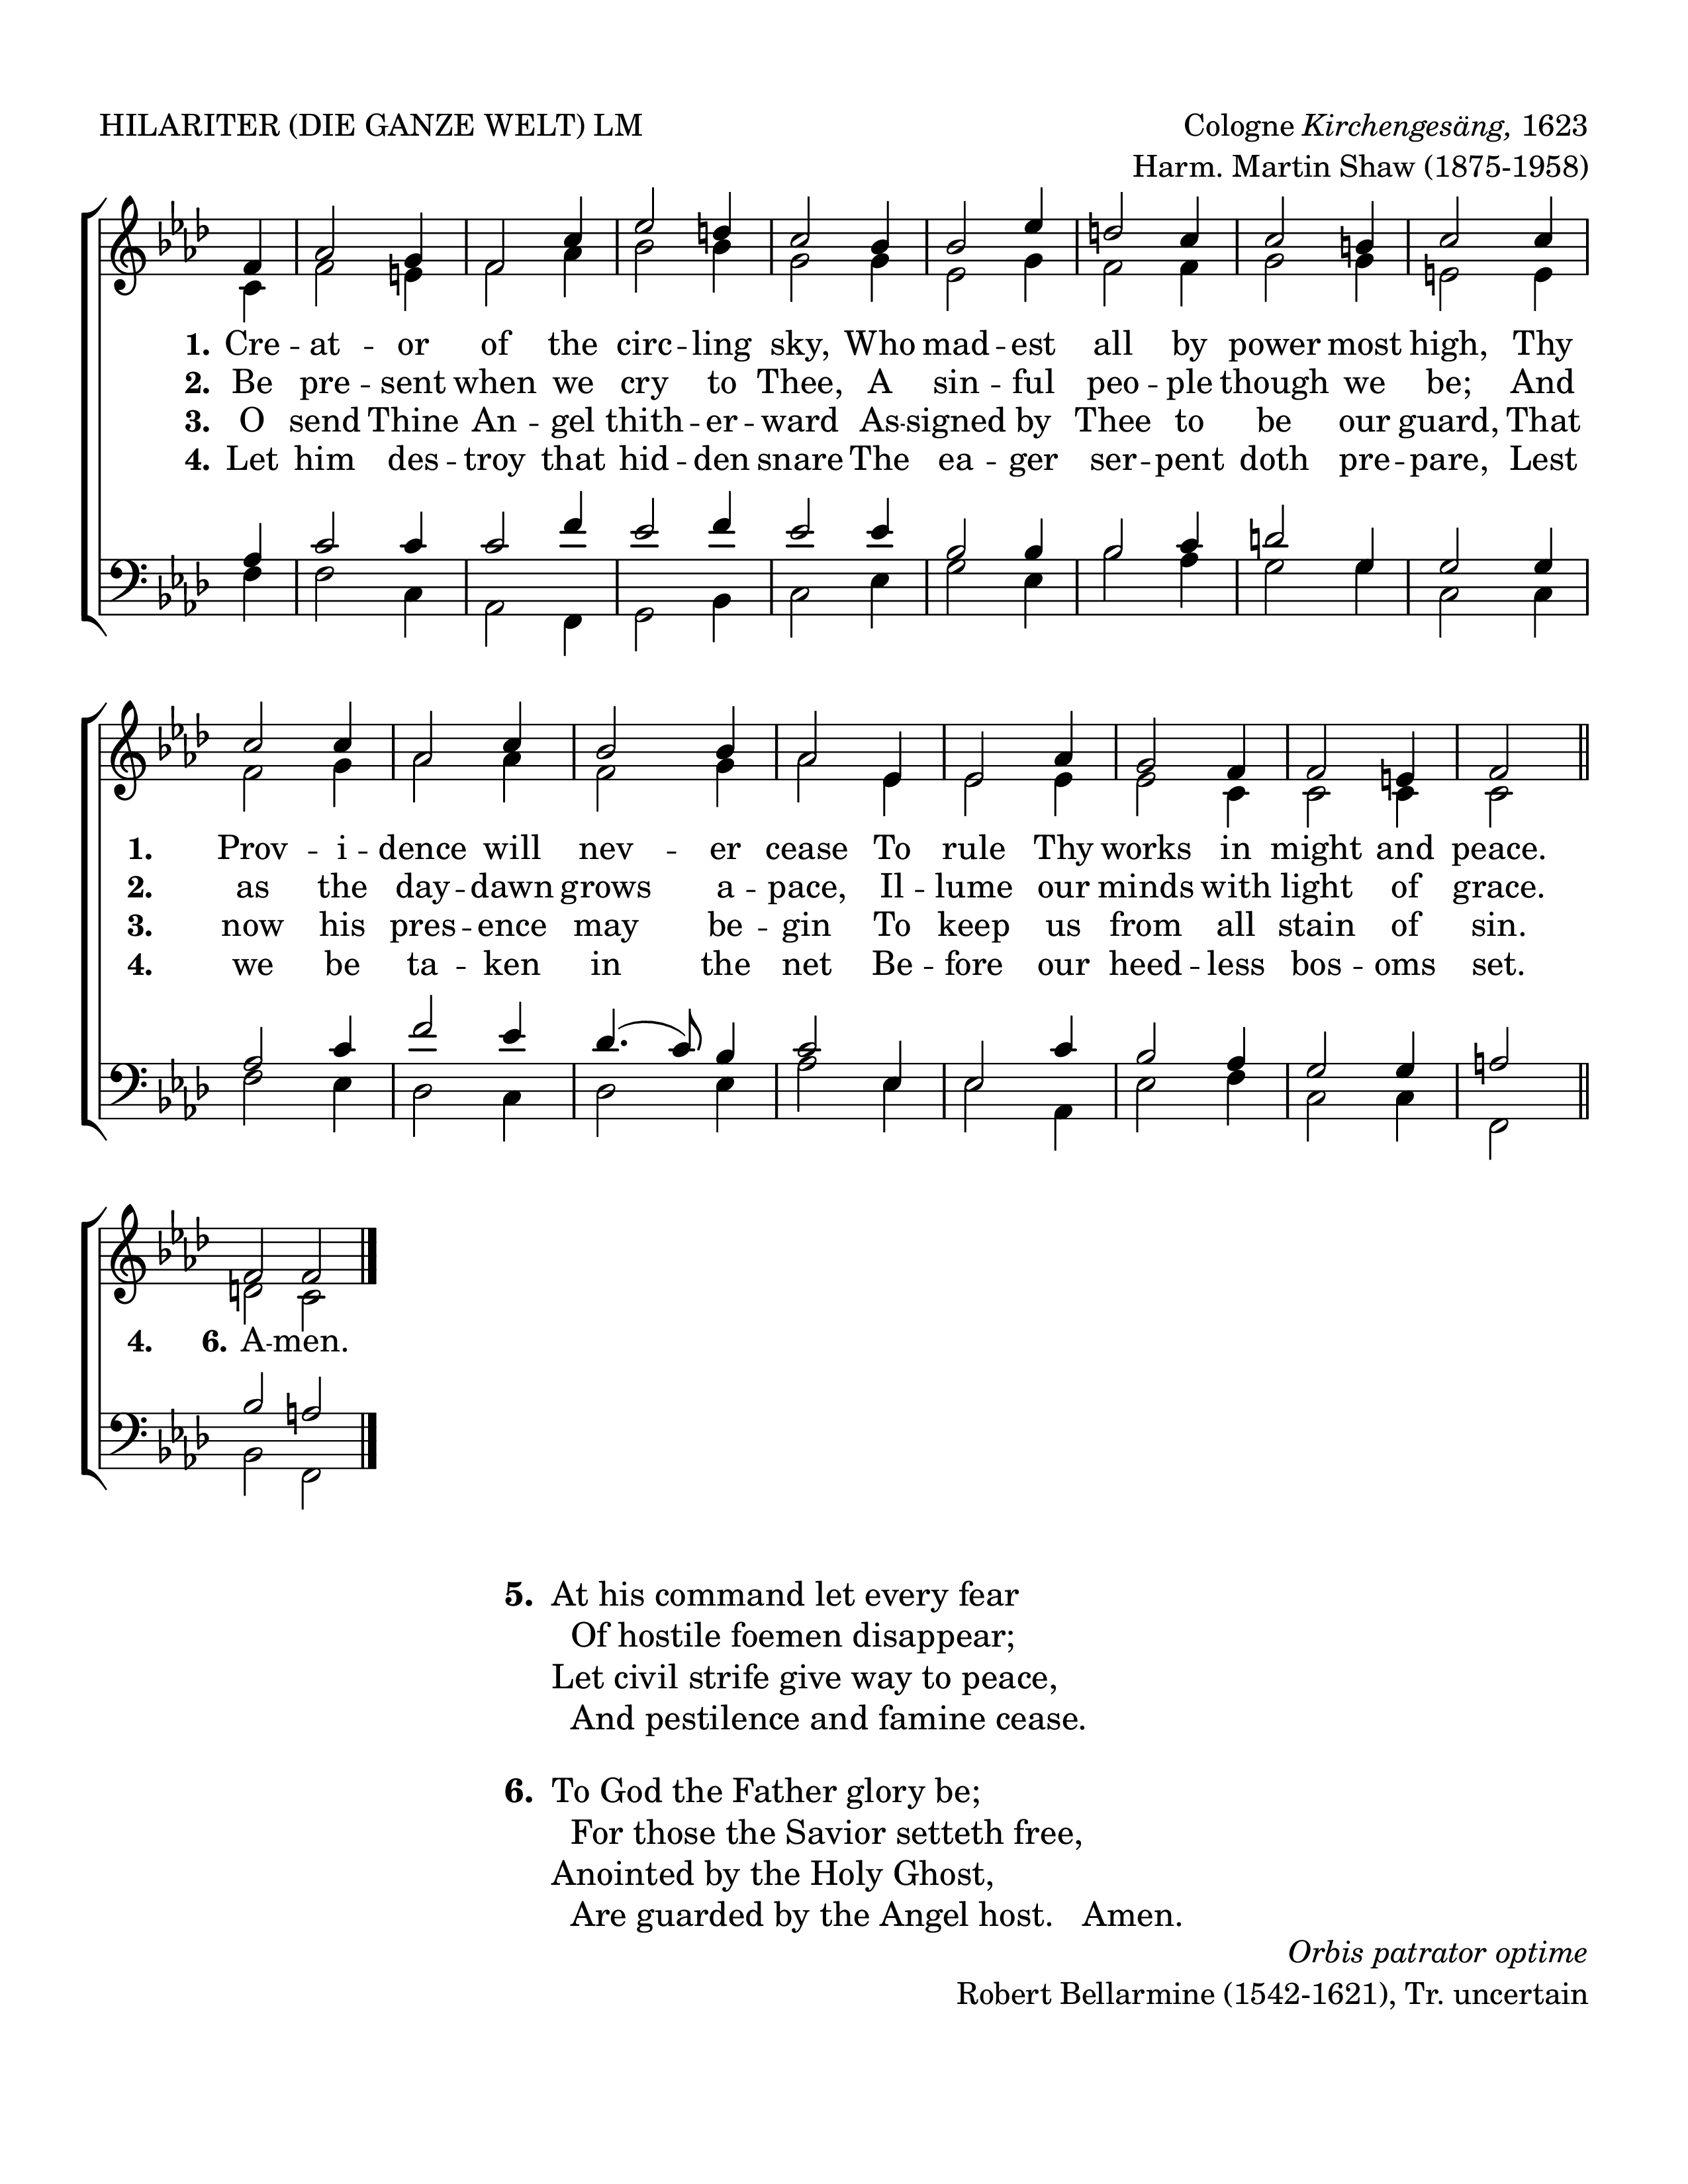 HILARITER (DIE GANZE WELT) LM
Cologne Kirchengesäng, 1623
Harm. Martin Shaw (1875-1958)
1. Cre -- at -- or of the circ -- ling sky, Who mad -- est all by power most high, Thy
2. Be pre -- sent when we cry to Thee, A sin -- ful peo -- ple though we be; And
3. O send Thine An -- gel thith -- er -- ward As -- signed by Thee to be our guard, That
4. Let him des -- troy that hid -- den snare The ea -- ger ser -- pent doth pre -- pare, Lest
1. Prov -- i -- dence will nev -- er cease To rule Thy works in might and peace.
2. as the day -- dawn grows a -- pace, Il -- lume our minds with light of grace.
3. now his pres -- ence may be -- gin To keep us from all stain of sin.
4. we be ta -- ken in the net Be -- fore our heed -- less bos -- oms set.
4. 6. A -- men.
5. At his command let every fear
Of hostile foemen disappear;
Let civil strife give way to peace,
And pestilence and famine cease.
6. To God the Father glory be;
For those the Savior setteth free,
Anointed by the Holy Ghost,
Are guarded by the Angel host. Amen.
Orbis patrator optime
Robert Bellarmine (1542-1621), Tr. uncertain